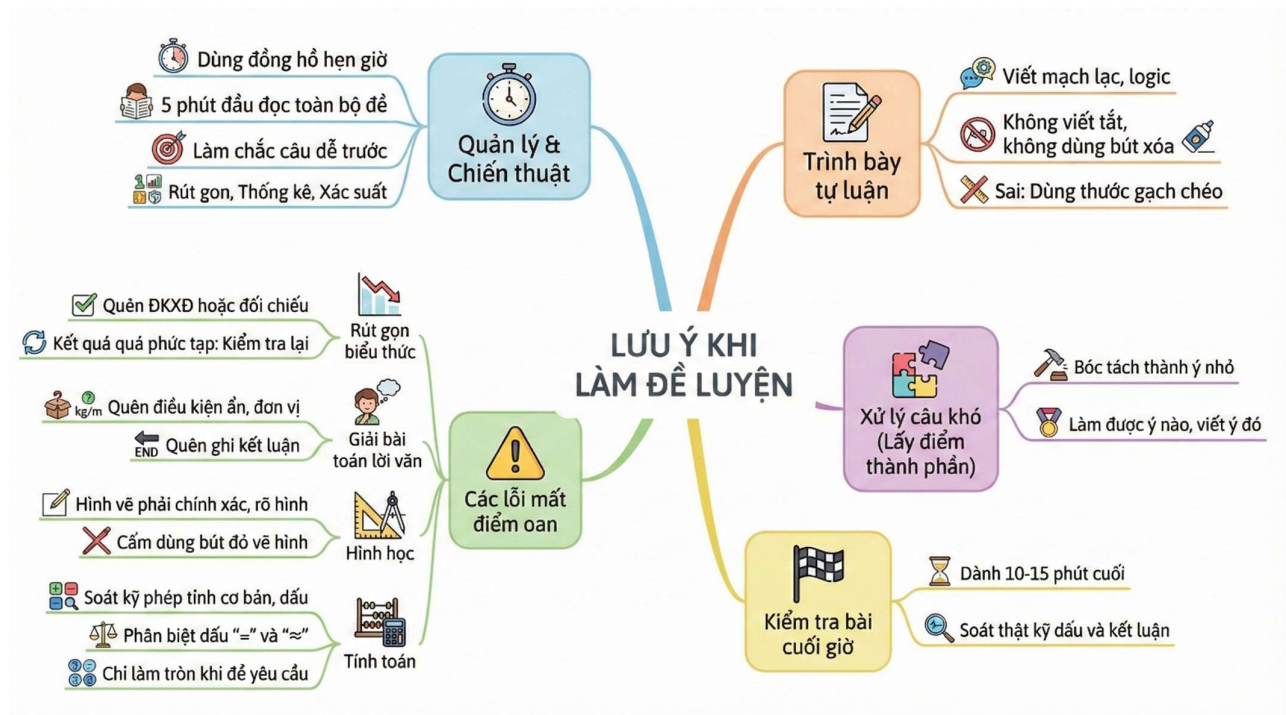 LƯU Ý KHI
LÀM ĐỀ LUYỆN
Quản lý &
Chiến thuật
Dùng đồng hồ hẹn giờ
5 phút đầu đọc toàn bộ đề
Làm chắc câu dễ trước
Rút gon, Thống kê, Xác suất
Trình bày
tự luận
Viết mạch lạc, logic
Không viết tắt,
không dùng bút xóa
Sai: Dùng thước gạch chéo
Các lỗi mất
điểm oan
Rút gọn
biểu thức
Quên ĐKXĐ hoặc đối chiếu
Kết quả quá phức tạp: Kiểm tra lại
Giải bài
toán lời văn
kg/m Quên điều kiện ẩn, đơn vị
END Quên ghi kết luận
Hình học
Hình vẽ phải chính xác, rõ hình
Cấm dùng bút đỏ vẽ hình
Tính toán
Soát kỹ phép tính cơ bản, dấu
Phân biệt dấu “=” và “≈”
Chỉ làm tròn khi để yêu cầu
Xử lý câu khó
(Lấy điểm
thành phần)
Bóc tách thành ý nhỏ
Làm được ý nào, viết ý đó
Kiểm tra bài
cuối giờ
Dành 10-15 phút cuối
Soát thật kỹ dấu và kết luận